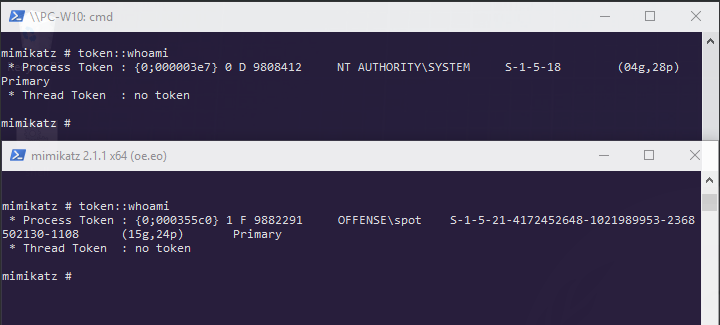 \\PC-W10: cmd
mimikatz # token::whoami
 * Process Token : {0;000003e7} 0 D 9808412     NT AUTHORITY\SYSTEM     S-1-5-18        (04g,28p)
Primary
 * Thread Token  : no token
mimikatz #
mimikatz 2.1.1 x64 (oe.eo)
mimikatz # token::whoami
 * Process Token : {0;000355c0} 1 F 9882291     OFFENSE\spot    S-1-5-21-4172452648-1021989953-2368
502130-1108      (15g,24p)       Primary
 * Thread Token  : no token
mimikatz #